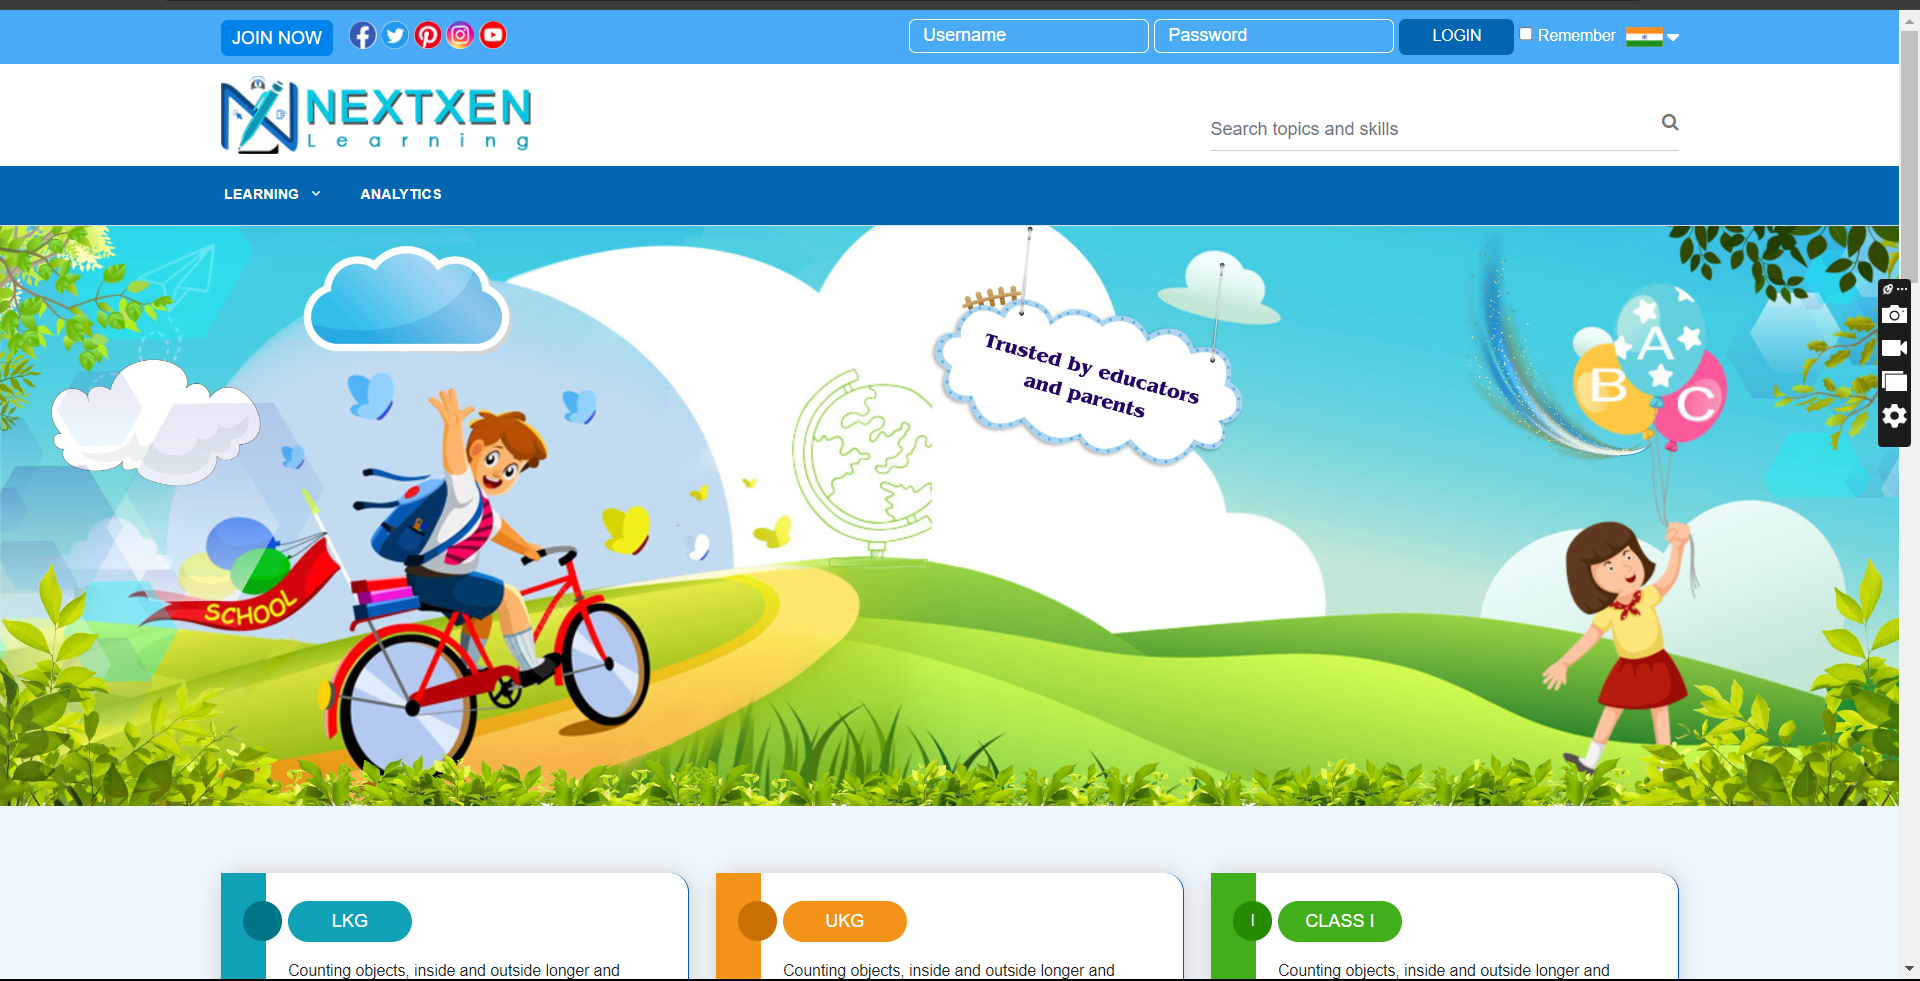 JOIN NOW
Username
Password
LOGIN
Remember
NEXTXEN
Learning
Search topics and skills
LEARNING
ANALYTICS
Trusted by educators
and parents
A
B
C
SCHOOL
LKG
Counting objects, inside and outside longer and
UKG
Counting objects, inside and outside longer and
I
CLASS I
Counting objects, inside and outside longer and